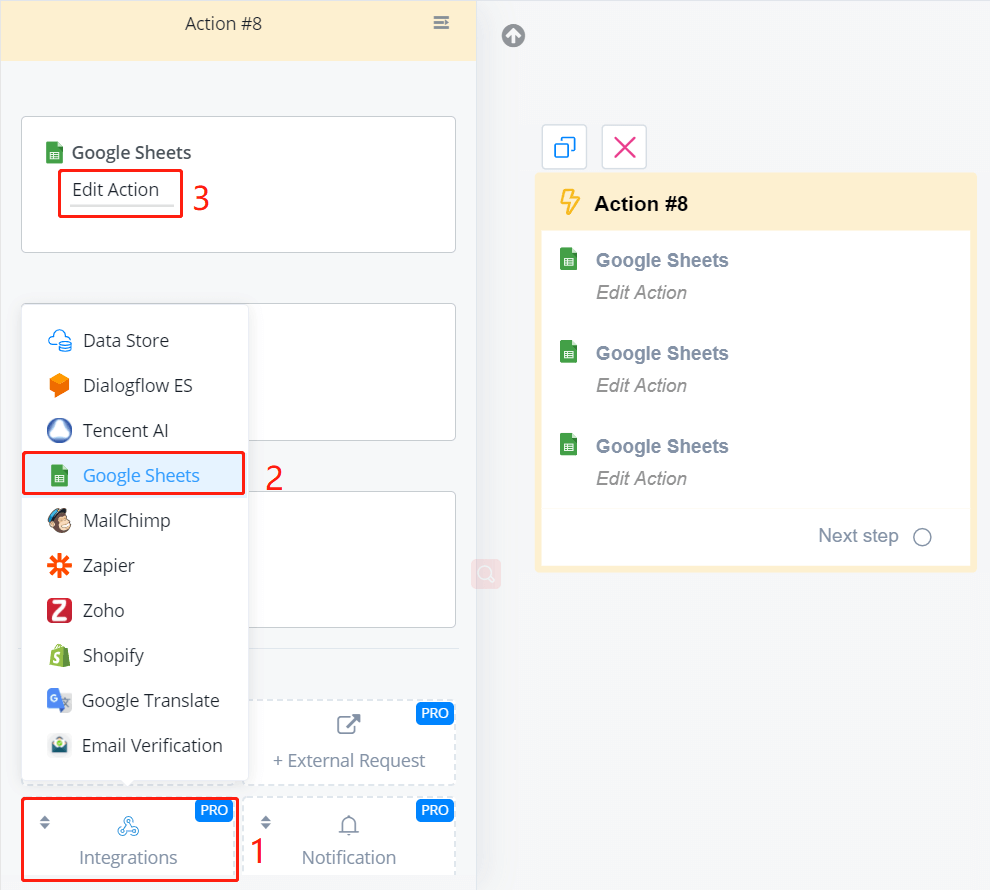 Action #8
Google Sheets
Edit Action
3
Data Store
Dialogflow ES
Tencent AI
Google Sheets
2
MailChimp
Zapier
Zoho
Shopify
Google Translate
Email Verification
PRO
+ External Request
PRO
Integrations
1
PRO
Notification
Action #8
Google Sheets
Edit Action
Google Sheets
Edit Action
Google Sheets
Edit Action
Next step